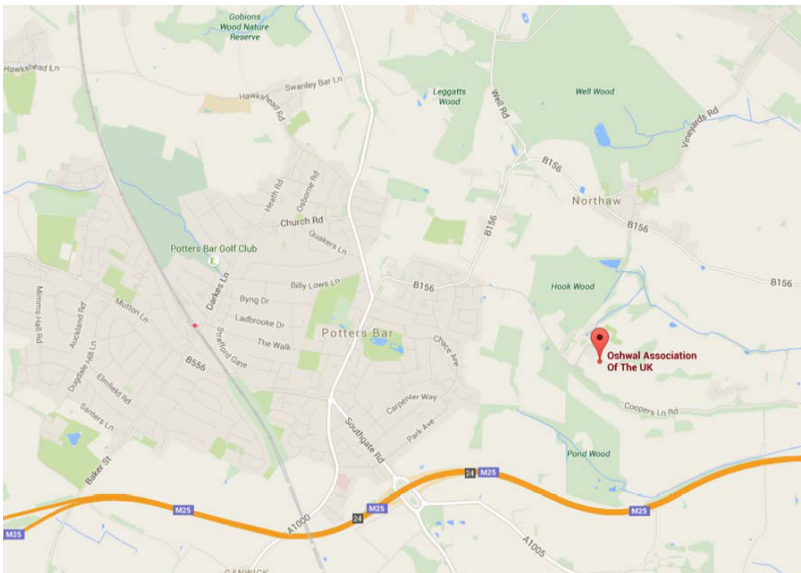 Gobions
Wood Nature
Reserve
Hawkshead Ln
Swanley Bar Ln
Hawkshead Rd
Leggatts
Wood
Well Rd
Well Wood
Vineyards Rd
B156
Northaw
Heath Rd
Osborne Rd
Church Rd
Quakers Ln
B156
Potters Bar Golf Club
Darkes Ln
Billy Lows Ln
B156
B156
Hook Wood
Mimms Hall Rd
Auckland Rd
Mutton Ln
Byng Dr
Ladbrooke Dr
The Walk
Strafford Gate
Potters Bar
Chace Ave
Oshwal Association
Of The UK
B556
Dugdale Hill Ln
Elmfield Rd
Santers Ln
Carpenter Way
Park Ave
Southgate Rd
Coopers Ln Rd
Baker St
Pond Wood
24
M25
M25
M25
M25
24
A1000
M25
A1005
GANWICK